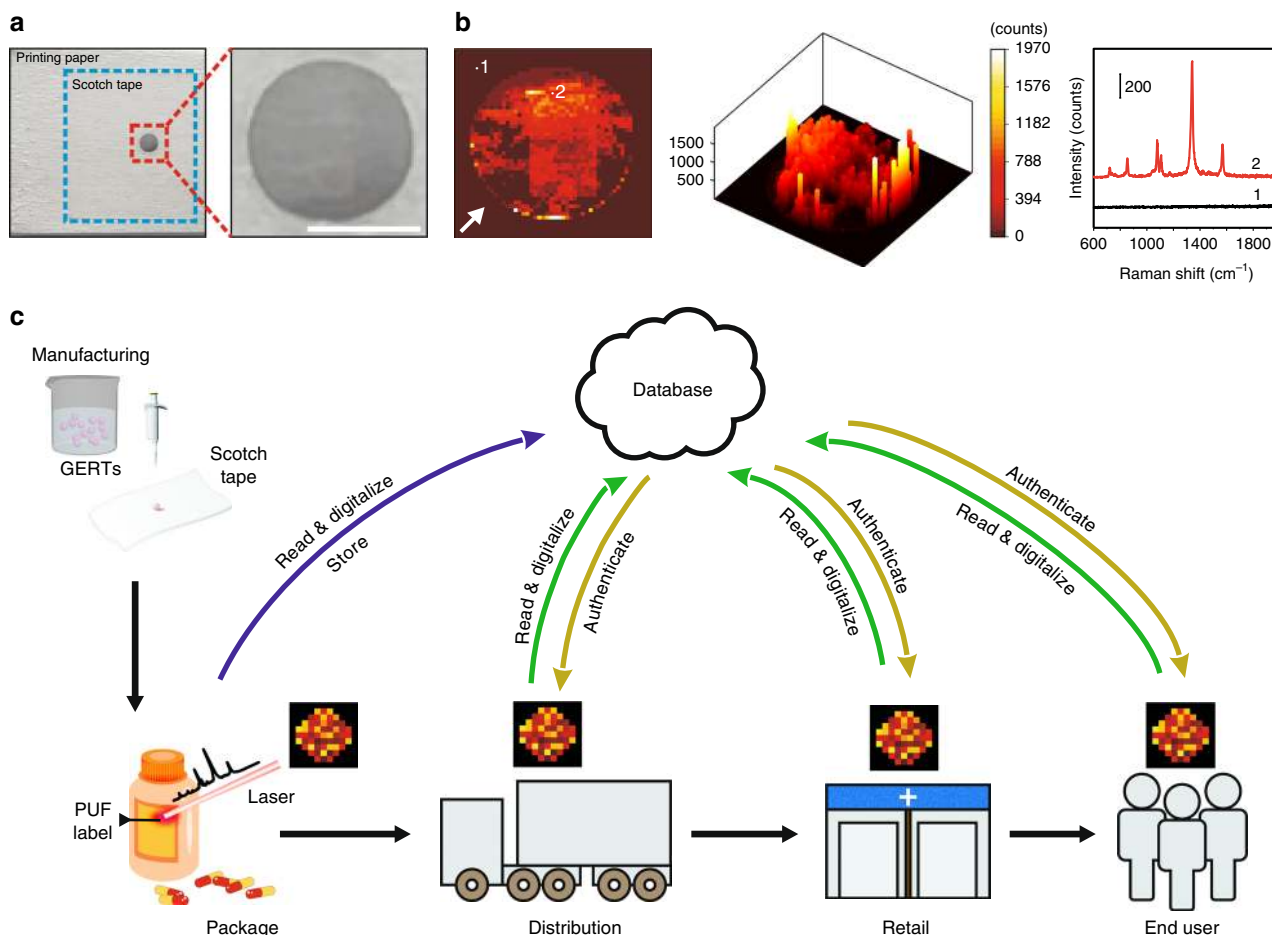 a
Printing paper
Scotch tape
b
·1
·2
1500
1000
500
(counts)
1970
1576
1182
788
394
0
Intensity (counts)
200
2
1
600
1000
1400
1800
Raman shift (cm⁻¹)
c
Manufacturing
GERTs
Scotch
tape
Database
Read & digitalize
Store
Read & digitalize
Authenticate
Authenticate
Read & digitalize
Authenticate
Read & digitalize
PUF
label
Laser
Package
Distribution
Retail
End user